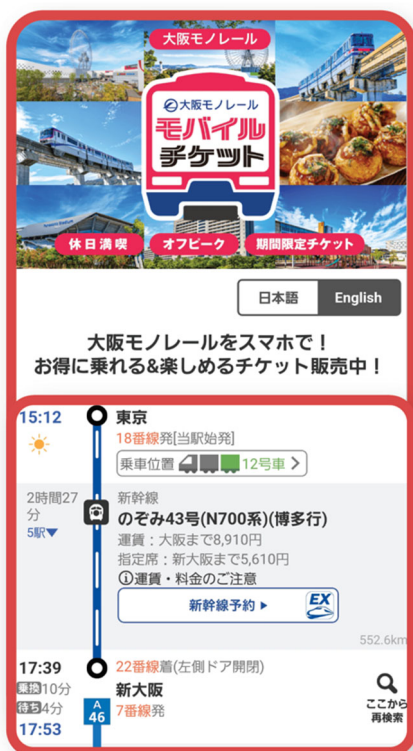 大阪モノレール
大阪モノレール
モバイル
チケット
休日満喫
オフピーク
期間限定チケット
日本語
English
大阪モノレールをスマホで！
お得に乗れる&楽しめるチケット販売中！
15:12
東京
18番線発[当駅始発]
乗車位置 12号車
2時間27
分
5駅▼
新幹線
のぞみ43号(N700系)(博多行)
運賃：大阪まで8,910円
指定席：新大阪まで5,610円
ⓘ運賃・料金のご注意
新幹線予約 ▶
EX
552.6km
17:39
22番線着(左側ドア開閉)
乗換10分
待ち4分
A
46
新大阪
7番線発
17:53
ここから
再検索